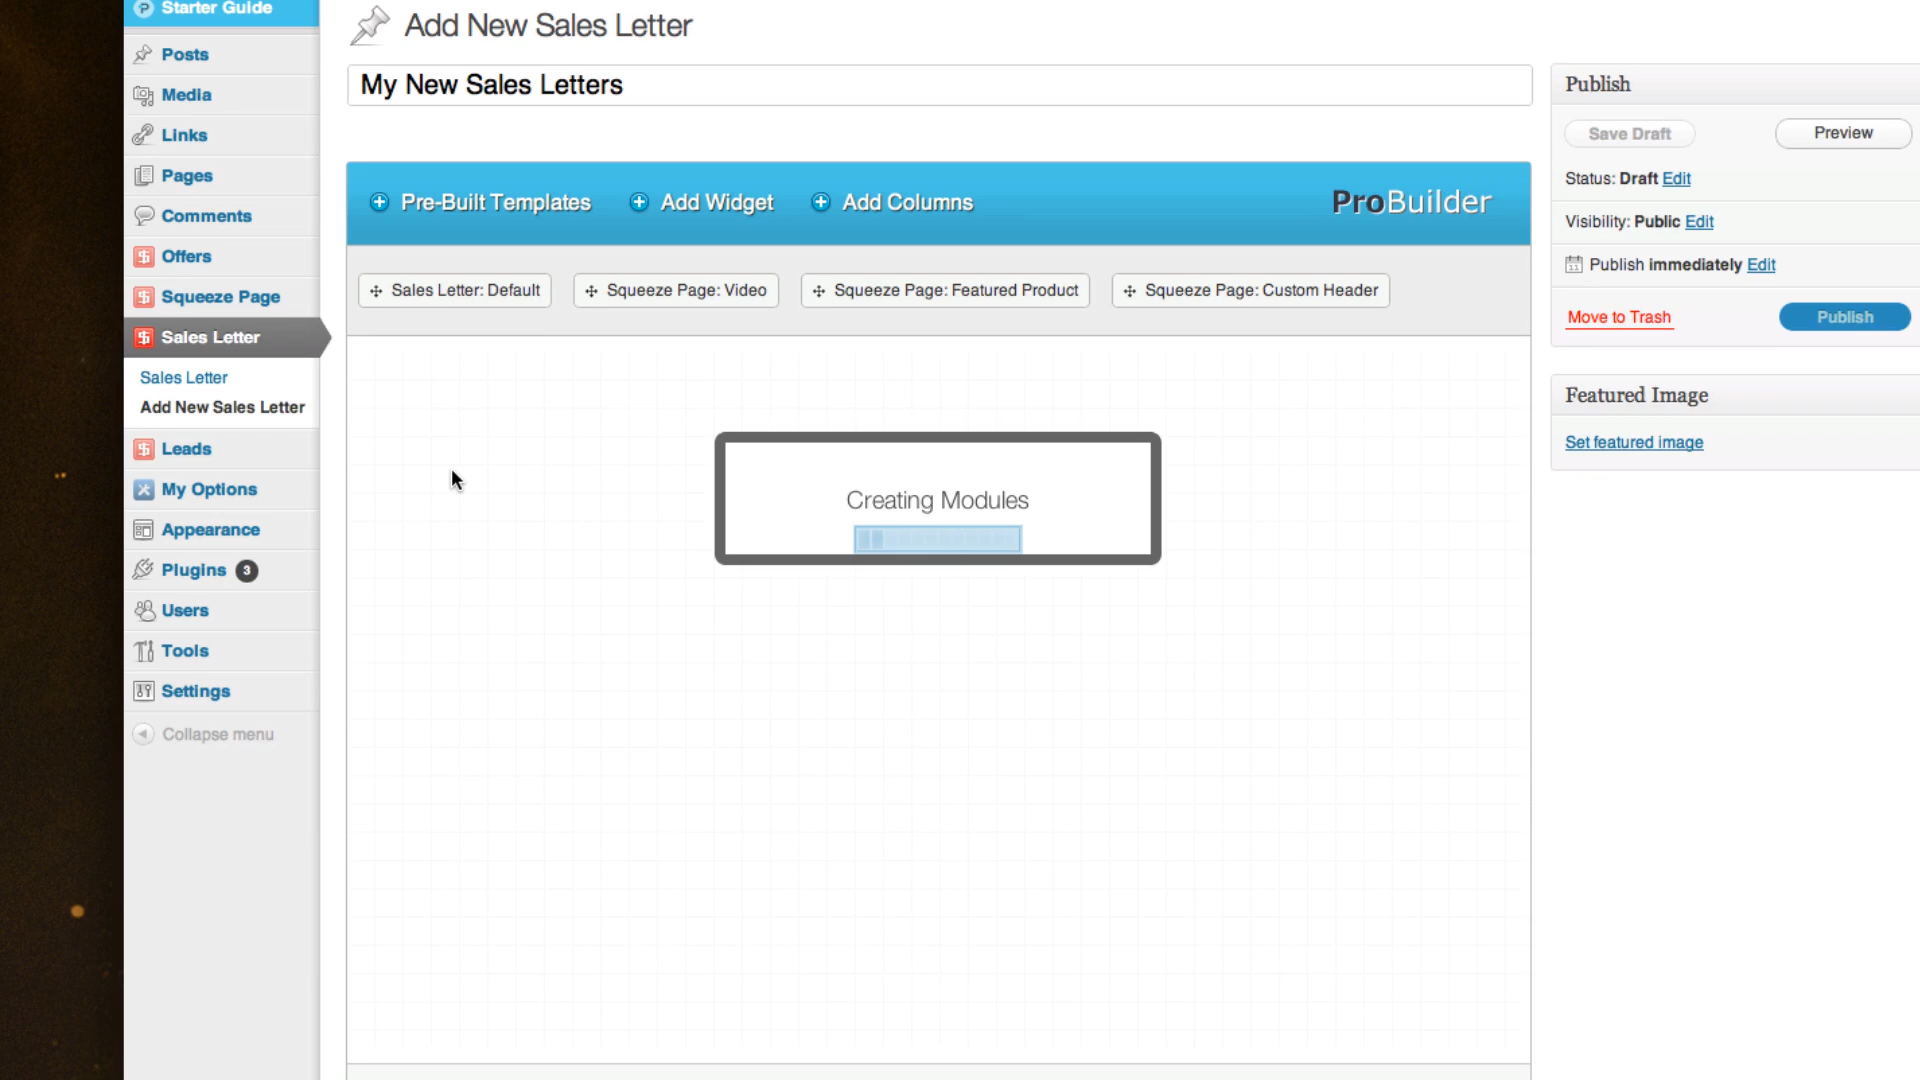 Starter Guide
Posts
Media
Links
Pages
Comments
Offers
Squeeze Page
Sales Letter
Sales Letter
Add New Sales Letter
Leads
My Options
Appearance
Plugins 3
Users
Tools
Settings
Collapse menu
Add New Sales Letter
My New Sales Letters
Pre-Built Templates Add Widget Add Columns ProBuilder
Sales Letter: Default Squeeze Page: Video Squeeze Page: Featured Product Squeeze Page: Custom Header
Creating Modules
Publish
Save Draft Preview
Status: Draft Edit
Visibility: Public Edit
Publish immediately Edit
Move to Trash Publish
Featured Image
Set featured image